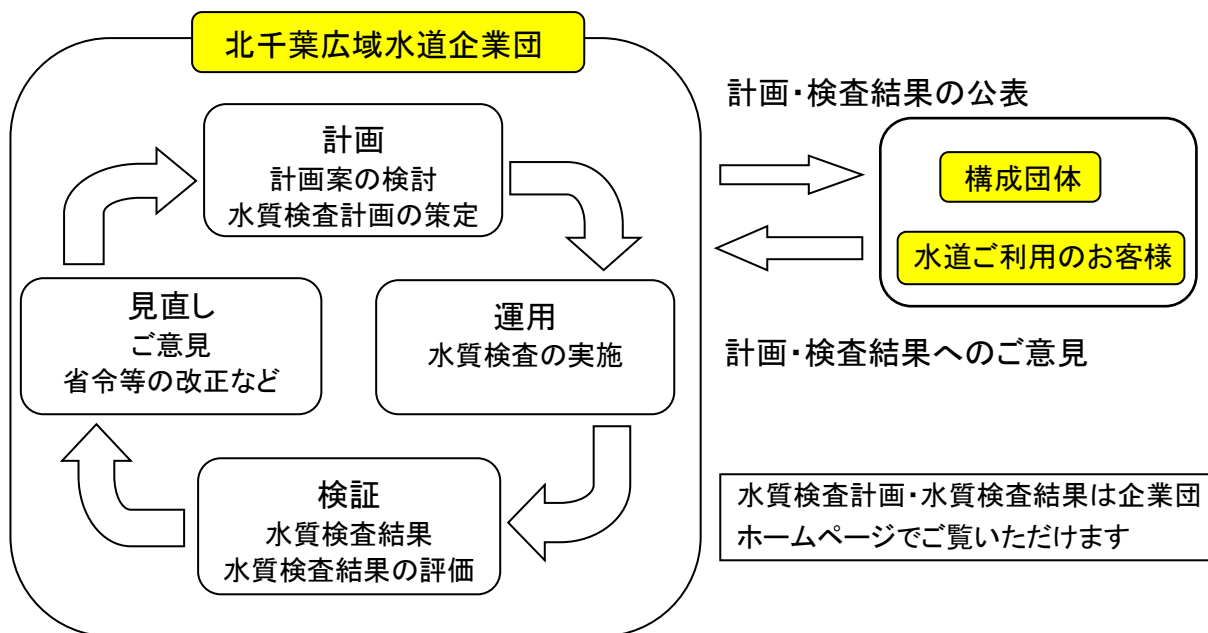 北千葉広域水道企業団
計画
計画案の検討
水質検査計画の策定
運用
水質検査の実施
検証
水質検査結果
水質検査結果の評価
見直し
ご意見
省令等の改正など
計画・検査結果の公表
構成団体
水道ご利用のお客様
計画・検査結果へのご意見
水質検査計画・水質検査結果は企業団
ホームページでご覧いただけます